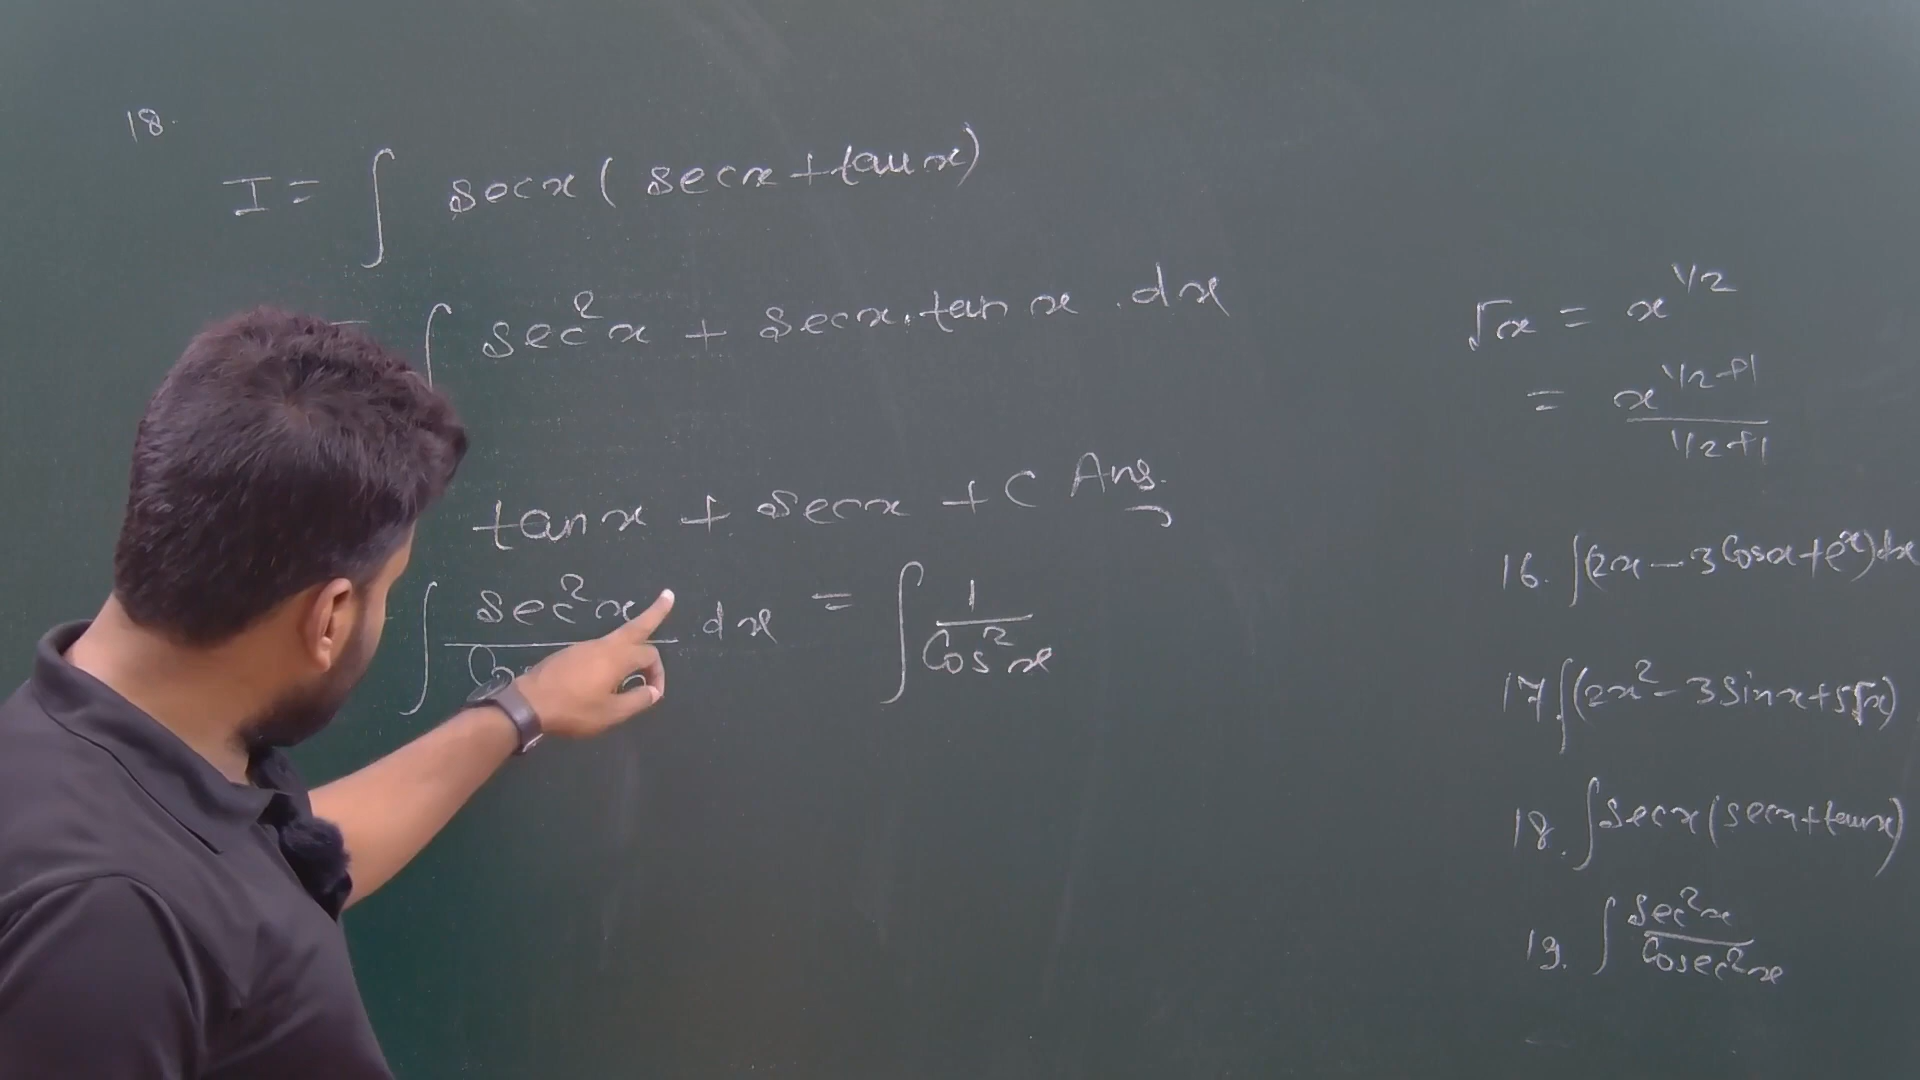 18.
I = ∫ secx ( secx + tanx)
= ∫ sec²x + secx.tanx .dx
tanx + secx + C Ans.
∫ sec²x / Co .dx = ∫ 1 / Cos²x
√x = x^1/2
= x^1/2+1 / 1/2+1
16. ∫(2x - 3Cosx + e^x)dx
17. ∫(2x² - 3sinx + 5√x)
18. ∫secx(secx+tanx)
19. ∫ sec²x / Cosec²x